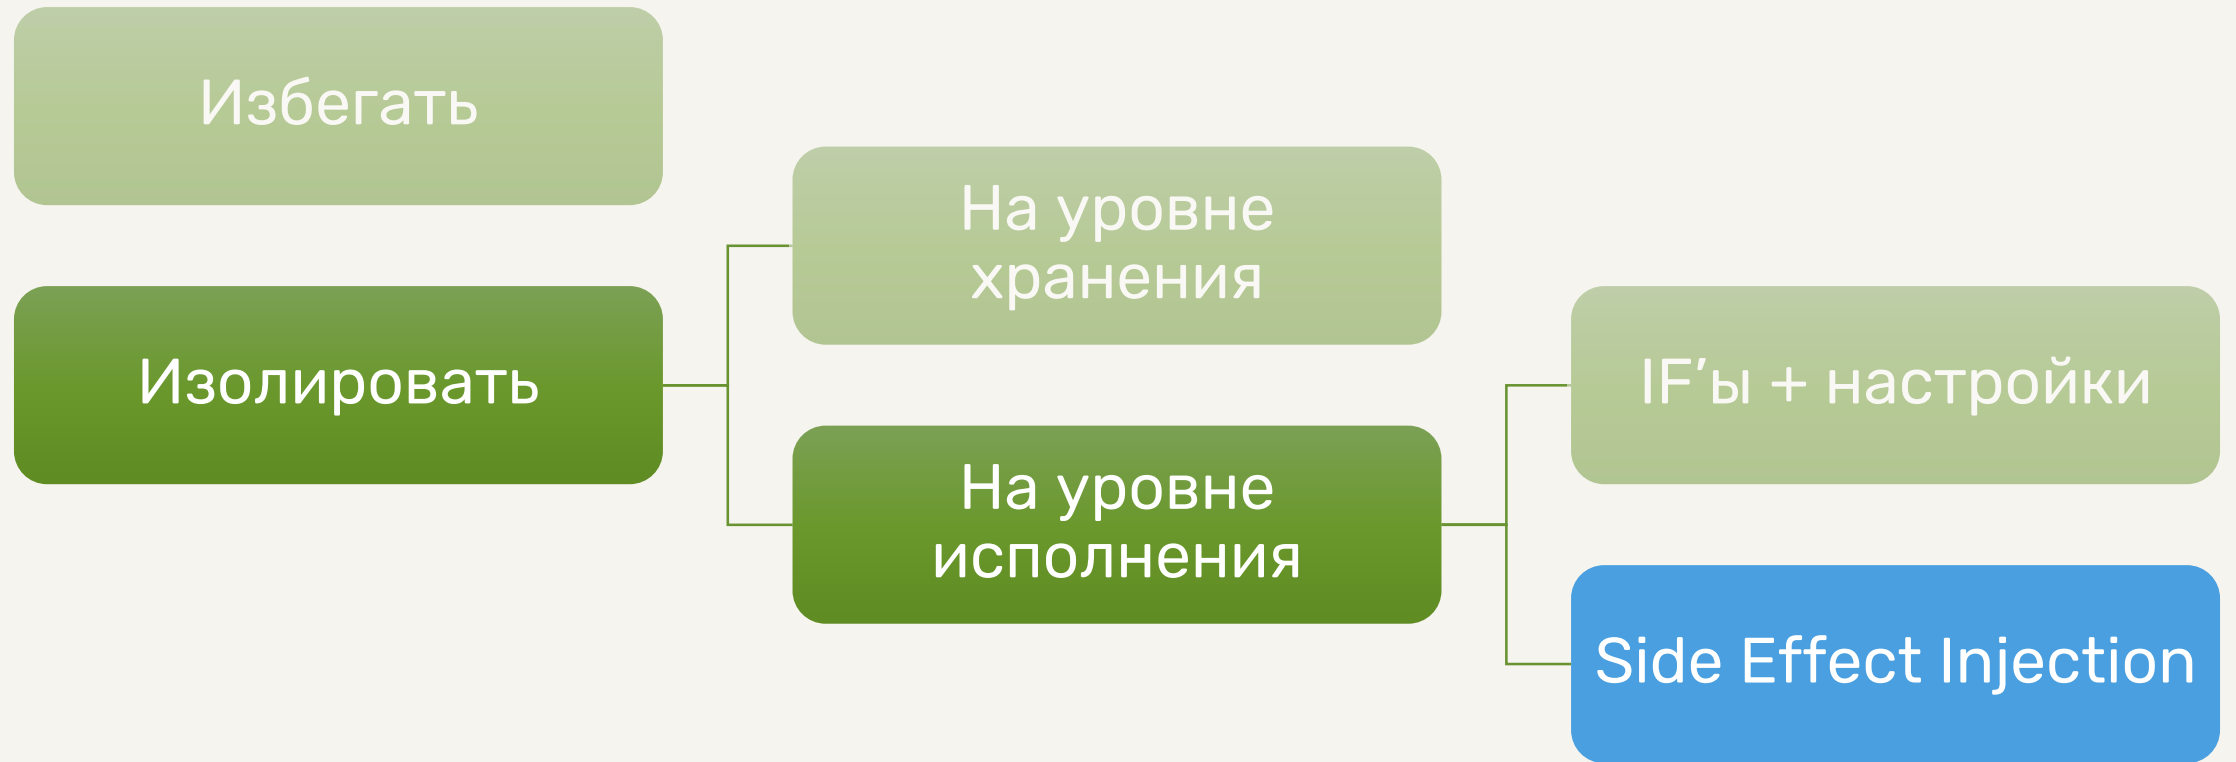 Избегать
Изолировать
На уровне
хранения
На уровне
исполнения
IF’ы + настройки
Side Effect Injection